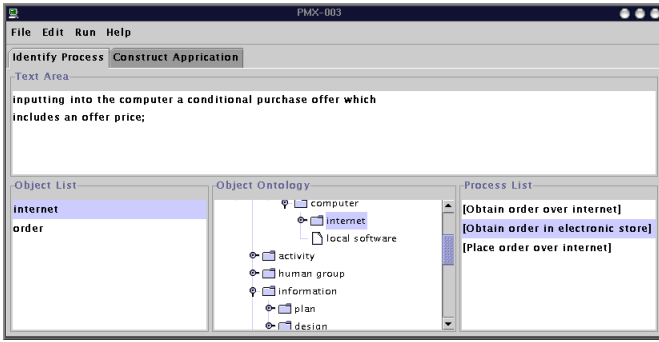 PMX-003
File Edit Run Help
Identify Process Construct Apprication
Text Area
inputting into the computer a conditional purchase offer which
includes an offer price;
Object List
internet
order
Object Ontology
computer
internet
local software
activity
human group
information
plan
design
Process List
[Obtain order over internet]
[Obtain order in electronic store]
[Place order over internet]